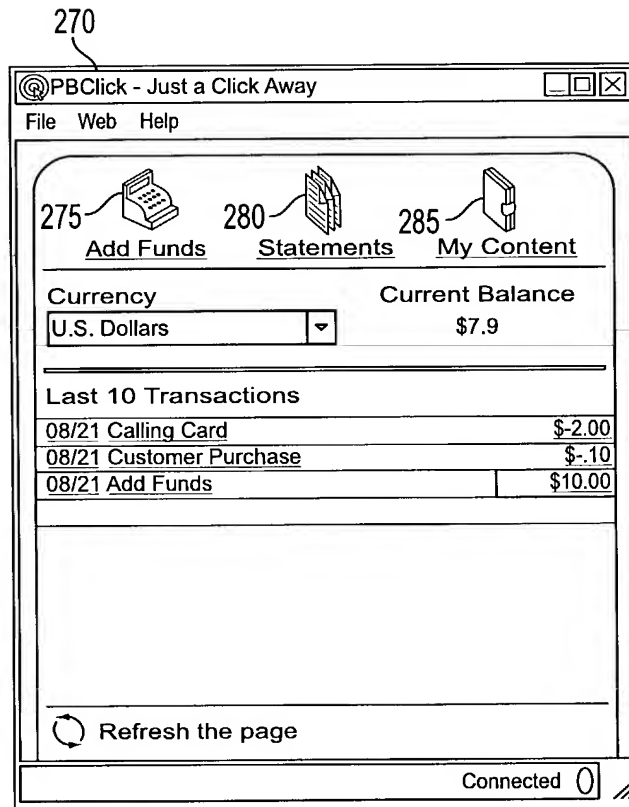 270
PBClick - Just a Click Away
File Web Help
275 280 285
Add Funds Statements My Content
Currency Current Balance
U.S. Dollars $7.9
Last 10 Transactions
08/21 Calling Card $-2.00
08/21 Customer Purchase $-.10
08/21 Add Funds $10.00
Refresh the page
Connected